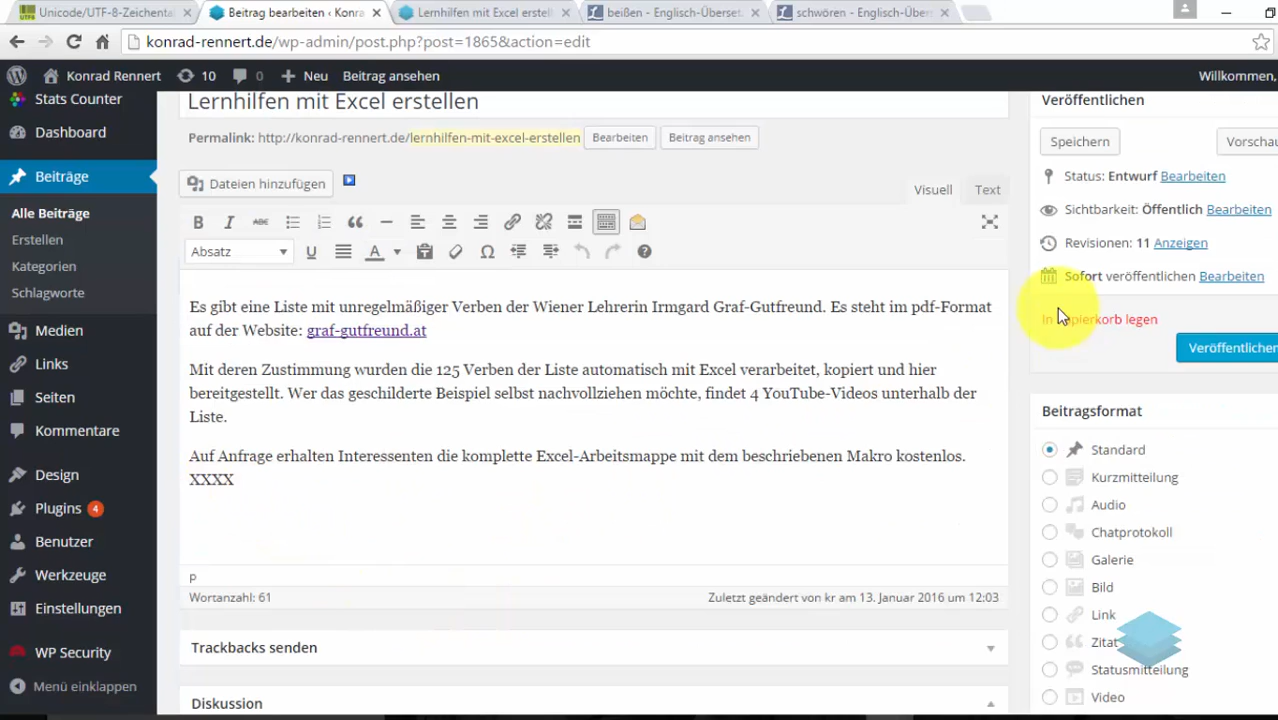 Unicode/UTF-8-Zeichental
Beitrag bearbeiten ‹ Konra
Lernhilfen mit Excel erstell
beißen - Englisch-Überset
schwören - Englisch-Übers
konrad-rennert.de/wp-admin/post.php?post=1865&action=edit
Konrad Rennert
10
0
Neu
Beitrag ansehen
Willkommen,
Stats Counter
Dashboard
Beiträge
Alle Beiträge
Erstellen
Kategorien
Schlagworte
Medien
Links
Seiten
Kommentare
Design
Plugins 4
Benutzer
Werkzeuge
Einstellungen
WP Security
Menü einklappen
Lernhilfen mit Excel erstellen
Permalink: http://konrad-rennert.de/lernhilfen-mit-excel-erstellen Bearbeiten Beitrag ansehen
Dateien hinzufügen
Visuell Text
B I ABC
Absatz U A Ω
Es gibt eine Liste mit unregelmäßiger Verben der Wiener Lehrerin Irmgard Graf-Gutfreund. Es steht im pdf-Format
auf der Website: graf-gutfreund.at
Mit deren Zustimmung wurden die 125 Verben der Liste automatisch mit Excel verarbeitet, kopiert und hier
bereitgestellt. Wer das geschilderte Beispiel selbst nachvollziehen möchte, findet 4 YouTube-Videos unterhalb der
Liste.
Auf Anfrage erhalten Interessenten die komplette Excel-Arbeitsmappe mit dem beschriebenen Makro kostenlos.
XXXX
p
Wortanzahl: 61
Zuletzt geändert von kr am 13. Januar 2016 um 12:03
Trackbacks senden
Diskussion
Veröffentlichen
Speichern
Vorschau
Status: Entwurf Bearbeiten
Sichtbarkeit: Öffentlich Bearbeiten
Revisionen: 11 Anzeigen
Sofort veröffentlichen Bearbeiten
In Papierkorb legen
Veröffentlichen
Beitragsformat
Standard
Kurzmitteilung
Audio
Chatprotokoll
Galerie
Bild
Link
Zitat
Statusmitteilung
Video